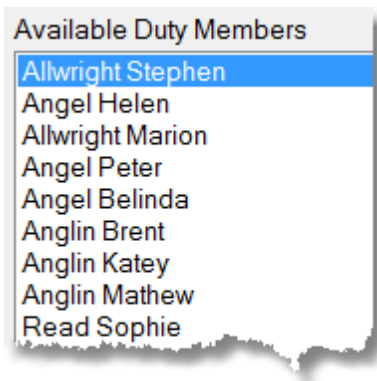 Available Duty Members
Allwright Stephen
Angel Helen
Allwright Marion
Angel Peter
Angel Belinda
Anglin Brent
Anglin Katey
Anglin Mathew
Read Sophie